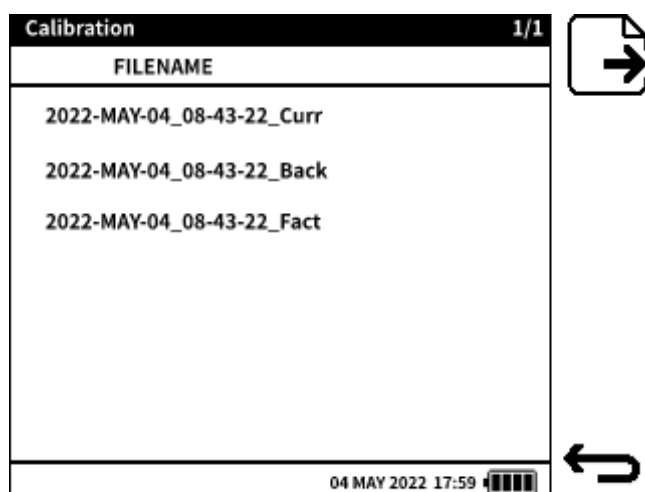 Calibration 1/1
FILENAME
2022-MAY-04_08-43-22_Curr
2022-MAY-04_08-43-22_Back
2022-MAY-04_08-43-22_Fact
04 MAY 2022 17:59